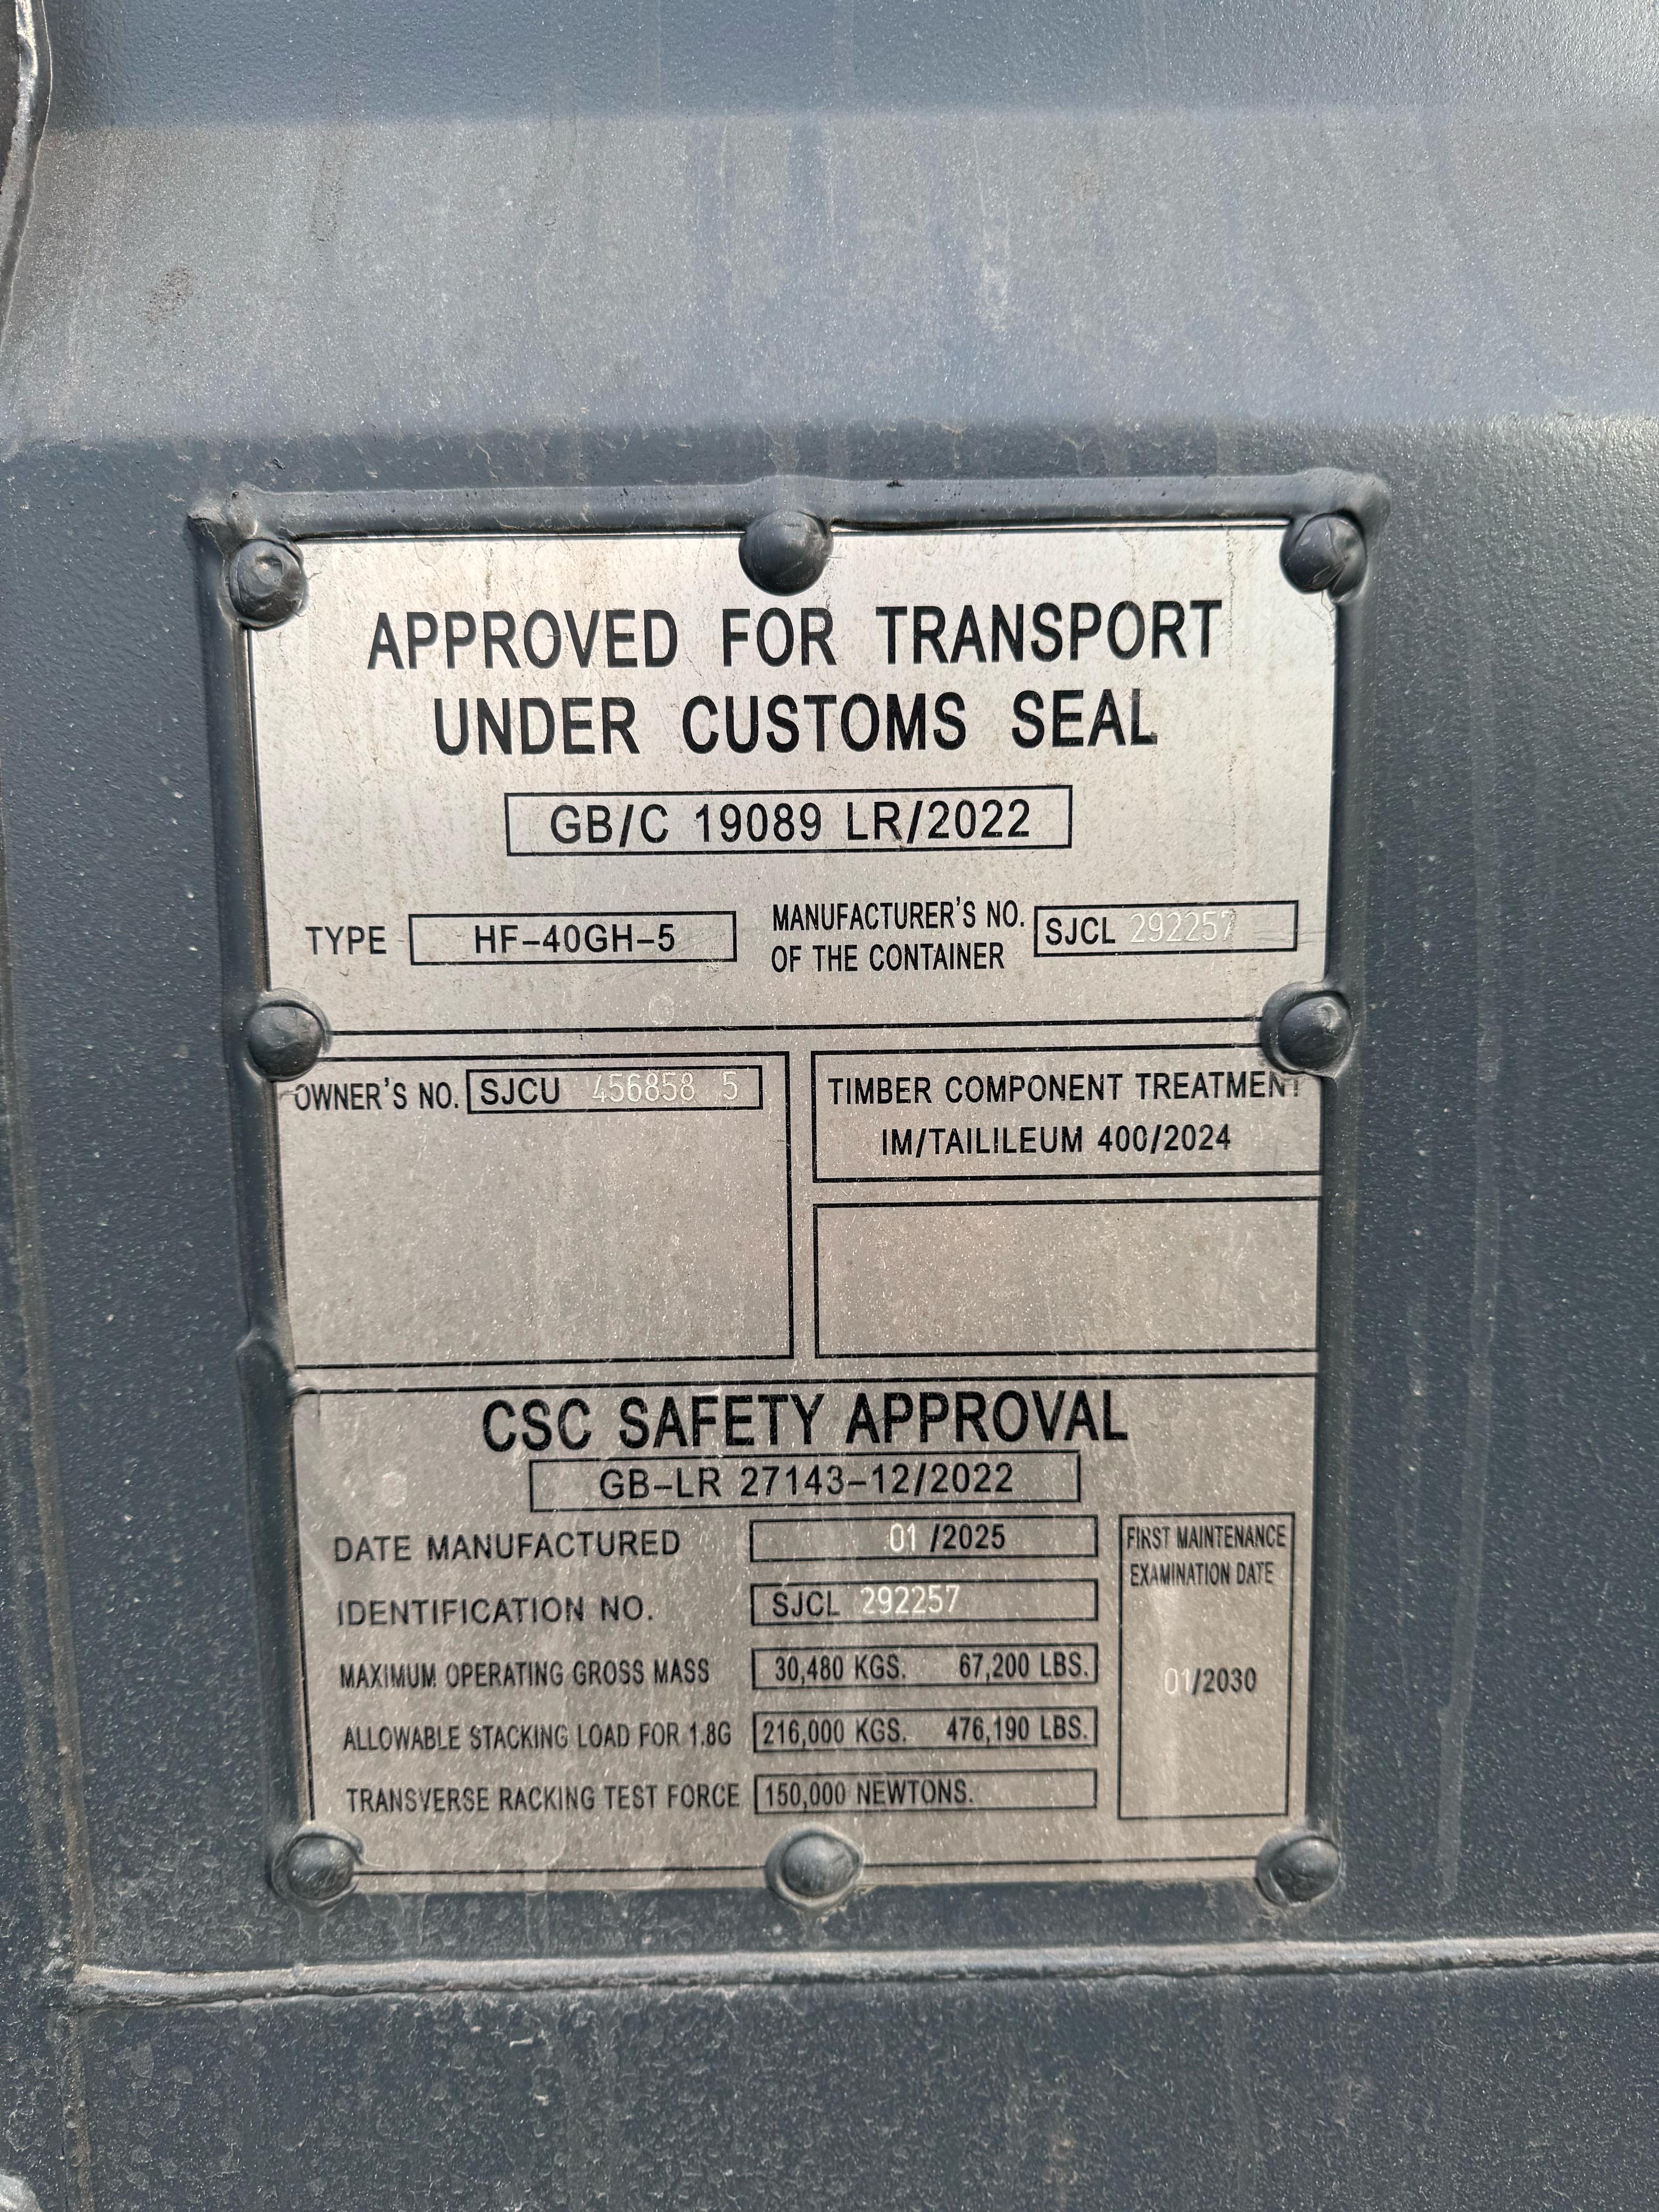 APPROVED FOR TRANSPORT
UNDER CUSTOMS SEAL
GB/C 19089 LR/2022
TYPE HF-40GH-5 MANUFACTURER'S NO. OF THE CONTAINER SJCL 292257
OWNER'S NO. SJCU 456858 5
TIMBER COMPONENT TREATMENT
IM/TAILILEUM 400/2024
CSC SAFETY APPROVAL
GB-LR 27143-12/2022
DATE MANUFACTURED 01/2025
IDENTIFICATION NO. SJCL 292257
MAXIMUM OPERATING GROSS MASS 30,480 KGS. 67,200 LBS.
ALLOWABLE STACKING LOAD FOR 1.8G 216,000 KGS. 476,190 LBS.
TRANSVERSE RACKING TEST FORCE 150,000 NEWTONS.
FIRST MAINTENANCE
EXAMINATION DATE
01/2030